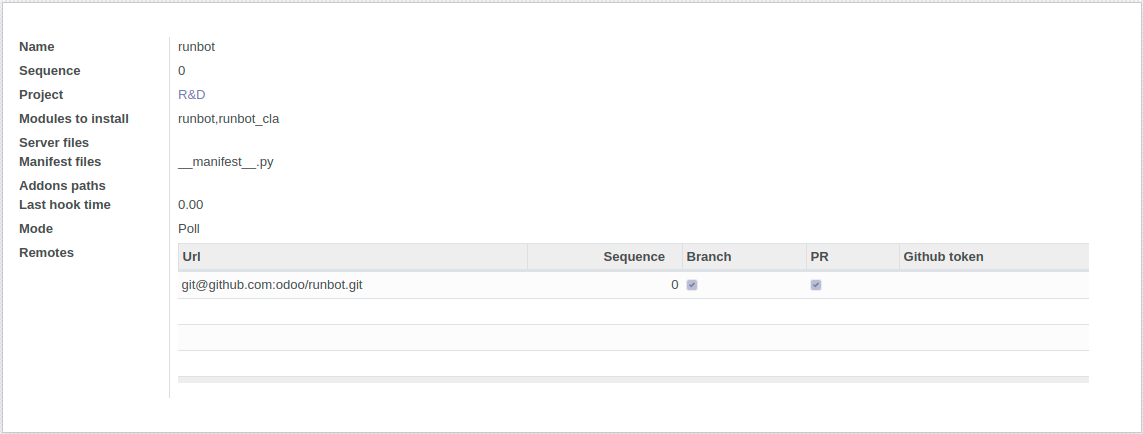 Name runbot
Sequence 0
Project R&D
Modules to install runbot,runbot_cla
Server files
Manifest files __manifest__.py
Addons paths
Last hook time 0.00
Mode Poll
Remotes Url Sequence Branch PR Github token
git@github.com:odoo/runbot.git 0